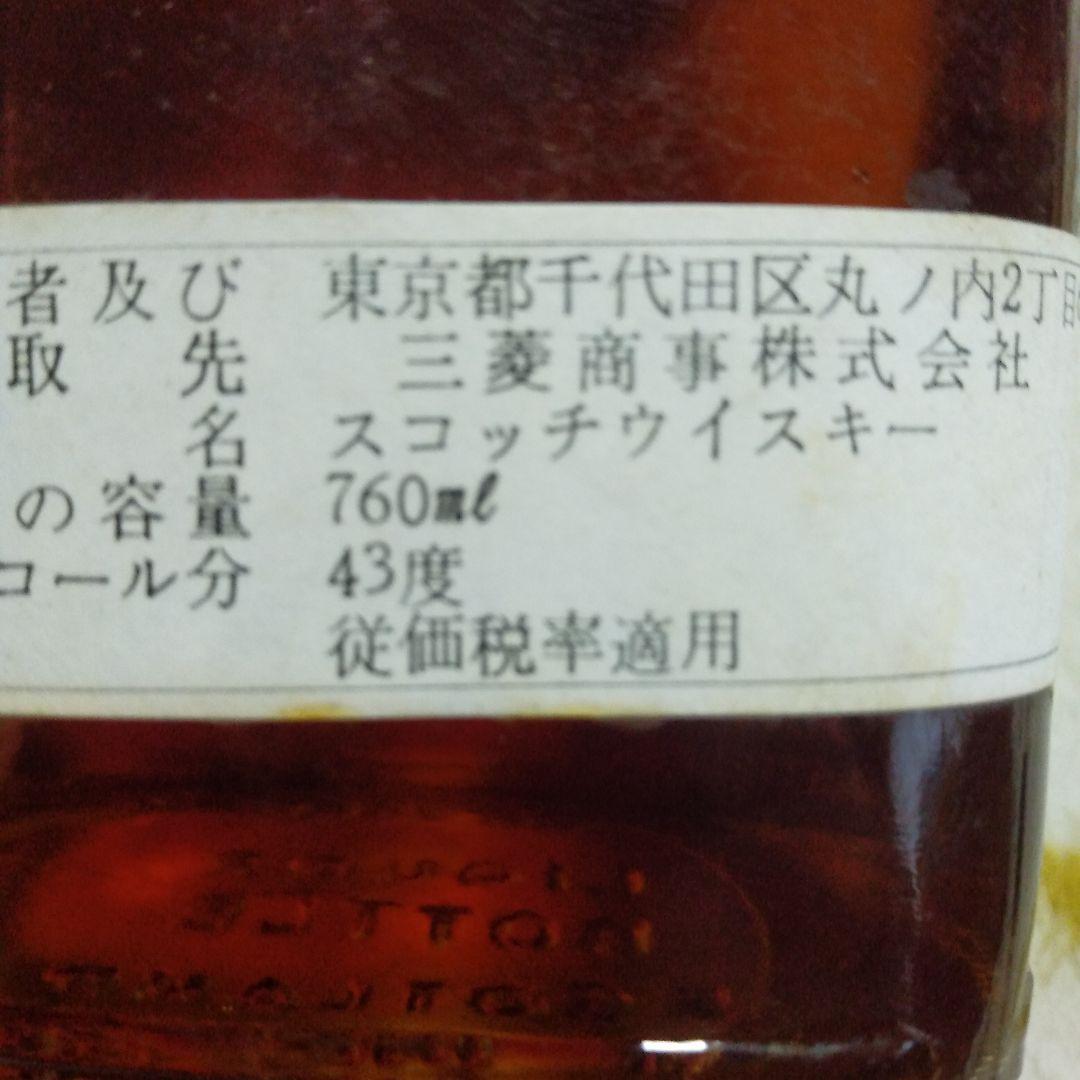 者及び 東京都千代田区丸ノ内2丁目
取 先 三菱商事株式会社
名 スコッチウイスキー
の容量 760ml
コール分 43度
従価税率適用